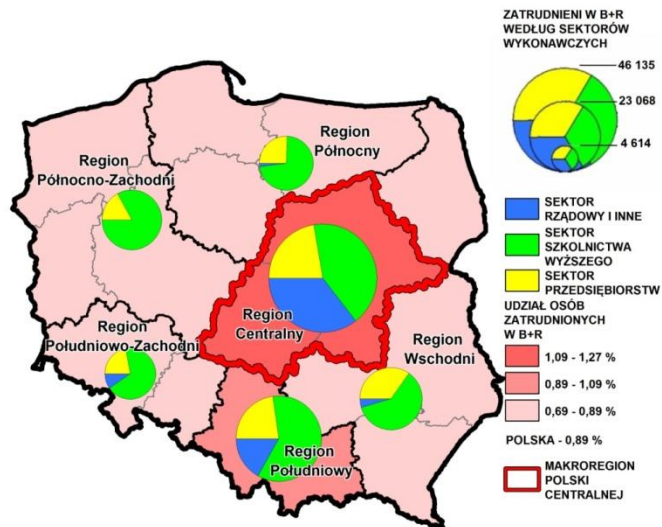 Region
Północny
Region
Północno-Zachodni
Region
Centralny
Region
Południowo-Zachodni
Region
Wschodni
Region
Południowy
ZATRUDNIENI W B+R
WEDŁUG SEKTORÓW
WYKONAWCZYCH
46 135
23 068
4 614
SEKTOR
RZĄDOWY I INNE
SEKTOR
SZKOLNICTWA
WYŻSZEGO
SEKTOR
PRZEDSIĘBIORSTW
UDZIAŁ OSÓB
ZATRUDNIONYCH
W B+R
1,09 - 1,27 %
0,89 - 1,09 %
0,69 - 0,89 %
POLSKA - 0,89 %
MAKROREGION
POLSKI
CENTRALNEJ